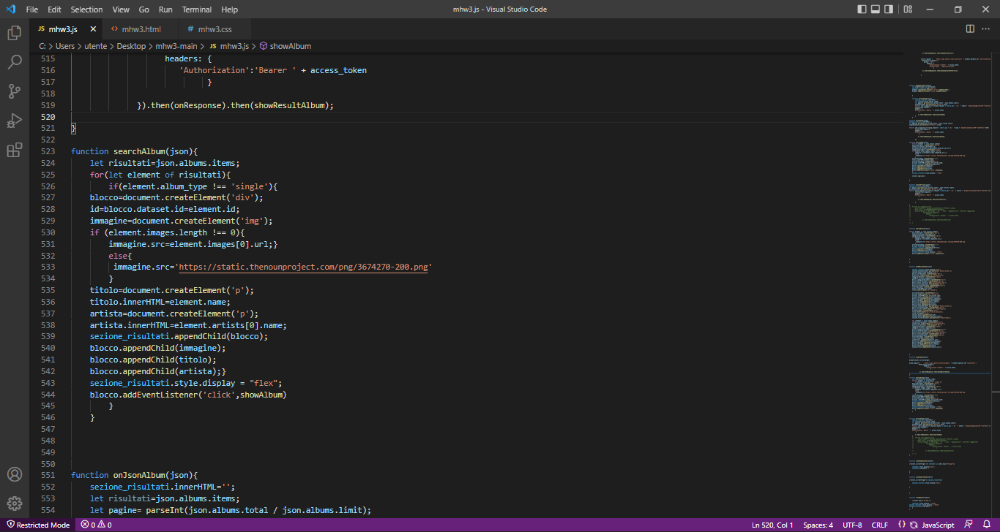 File Edit Selection View Go Run Terminal Help
mhw3.js - Visual Studio Code
JS mhw3.js
<> mhw3.html
# mhw3.css
C: > Users > utente > Desktop > mhw3-main > JS mhw3.js > showAlbum
515 headers: {
516 'Authorization':'Bearer ' + access_token
517 }
518
519 }).then(onResponse).then(showResultAlbum);
520
521 }
522
523 function searchAlbum(json){
524 let risultati=json.albums.items;
525 for(let element of risultati){
526 if(element.album_type !== 'single'){
527 blocco=document.createElement('div');
528 id=blocco.dataset.id=element.id;
529 immagine=document.createElement('img');
530 if (element.images.length !== 0){
531 immagine.src=element.images[0].url;}
532 else{
533 immagine.src='https://static.thenounproject.com/png/3674270-200.png'
534 }
535 titolo=document.createElement('p');
536 titolo.innerHTML=element.name;
537 artista=document.createElement('p');
538 artista.innerHTML=element.artists[0].name;
539 sezione_risultati.appendChild(blocco);
540 blocco.appendChild(immagine);
541 blocco.appendChild(titolo);
542 blocco.appendChild(artista);}
543 sezione_risultati.style.display = "flex";
544 blocco.addEventListener('click',showAlbum)
545 }
546 }
547
548
549
550
551 function onJsonAlbum(json){
552 sezione_risultati.innerHTML='';
553 let risultati=json.albums.items;
554 let pagine= parseInt(json.albums.total / json.albums.limit);
Restricted Mode 0 0
Ln 520, Col 1 Spaces: 4 UTF-8 CRLF {} JavaScript